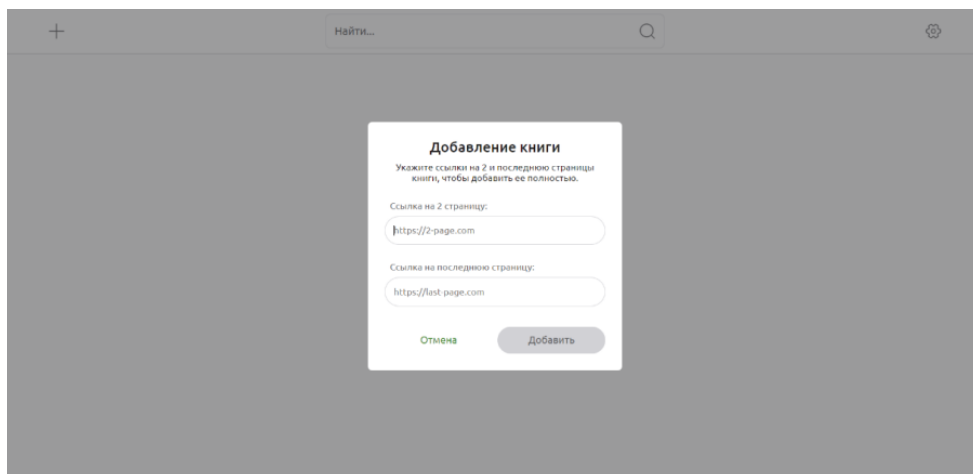 Найти...
Добавление книги
Укажите ссылки на 2 и последнюю страницы
книги, чтобы добавить ее полностью.
Ссылка на 2 страницу:
https://2-page.com
Ссылка на последнюю страницу:
https://last-page.com
Отмена
Добавить